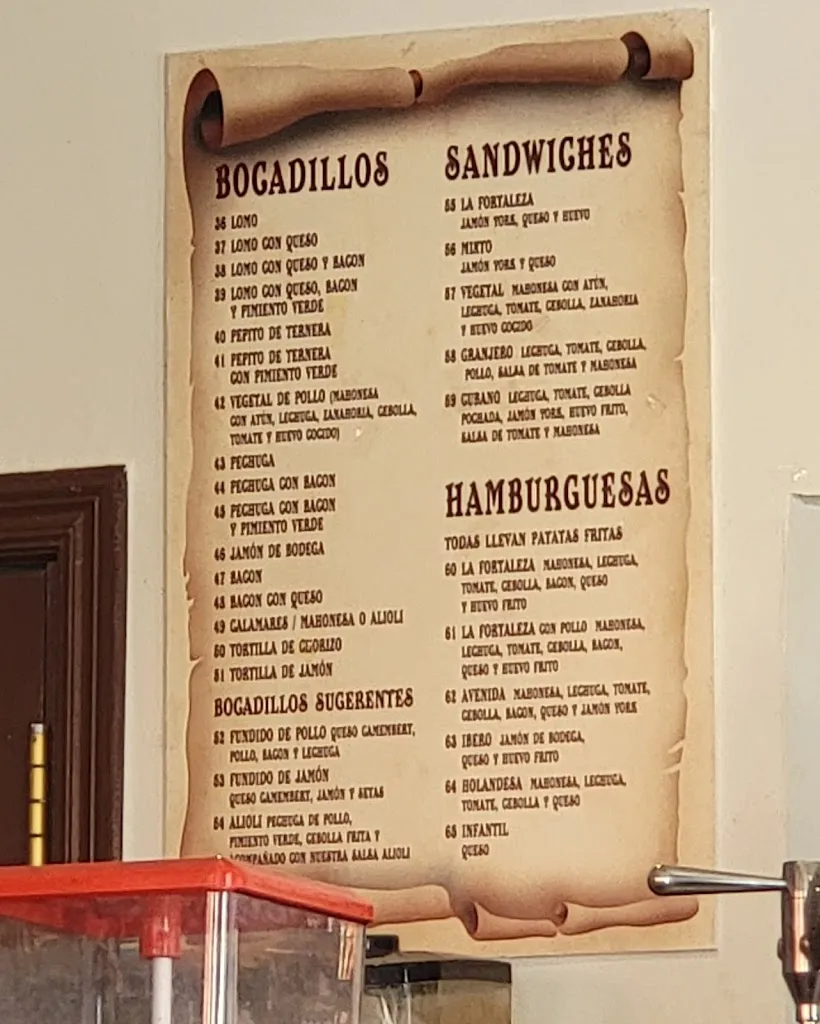 BOCADILLOS
36 LOMO
37 LOMO CON QUESO
38 LOMO CON QUESO Y BACON
39 LOMO CON QUESO, BACON
Y PIMIENTO VERDE
40 PEPITO DE TERNERA
41 PEPITO DE TERNERA
CON PIMIENTO VERDE
42 VEGETAL DE POLLO (MAHONESA
CON ATÚN, LECHUGA, ZANAHORIA, CEBOLLA,
TOMATE Y HUEVO COCIDO)
43 PECHUGA
44 PECHUGA CON BACON
45 PECHUGA CON BACON
Y PIMIENTO VERDE
46 JAMÓN DE BODEGA
47 BACON
48 BACON CON QUESO
49 CALAMARES / MAHONESA O ALIOLI
50 TORTILLA DE CHORIZO
51 TORTILLA DE JAMÓN
BOCADILLOS SUGERENTES
52 FUNDIDO DE POLLO QUESO CAMEMBERT,
POLLO, BACON Y LECHUGA
53 FUNDIDO DE JAMÓN
QUESO CAMEMBERT, JAMÓN Y SETAS
54 ALIOLI PECHUGA DE POLLO,
PIMIENTO VERDE, CEBOLLA FRITA Y
ACOMPAÑADO CON NUESTRA SALSA ALIOLI
SANDWICHES
55 LA FORTALEZA
JAMÓN YORK, QUESO Y HUEVO
56 MIXTO
JAMÓN YORK Y QUESO
57 VEGETAL MAHONESA CON ATÚN,
LECHUGA, TOMATE, CEBOLLA, ZANAHORIA
Y HUEVO COCIDO
58 GRANJERO LECHUGA, TOMATE, CEBOLLA,
POLLO, SALSA DE TOMATE Y MAHONESA
59 CUBANO LECHUGA, TOMATE, CEBOLLA
POCHADA, JAMÓN YORK, HUEVO FRITO,
SALSA DE TOMATE Y MAHONESA
HAMBURGUESAS
TODAS LLEVAN PATATAS FRITAS
60 LA FORTALEZA MAHONESA, LECHUGA,
TOMATE, CEBOLLA, BACON, QUESO
Y HUEVO FRITO
61 LA FORTALEZA CON POLLO MAHONESA,
LECHUGA, TOMATE, CEBOLLA, BACON,
QUESO Y HUEVO FRITO
62 AVENIDA MAHONESA, LECHUGA, TOMATE,
CEBOLLA, BACON, QUESO Y JAMÓN YORK
63 IBERO JAMÓN DE BODEGA,
QUESO Y HUEVO FRITO
64 HOLANDESA MAHONESA, LECHUGA,
TOMATE, CEBOLLA Y QUESO
65 INFANTIL
QUESO